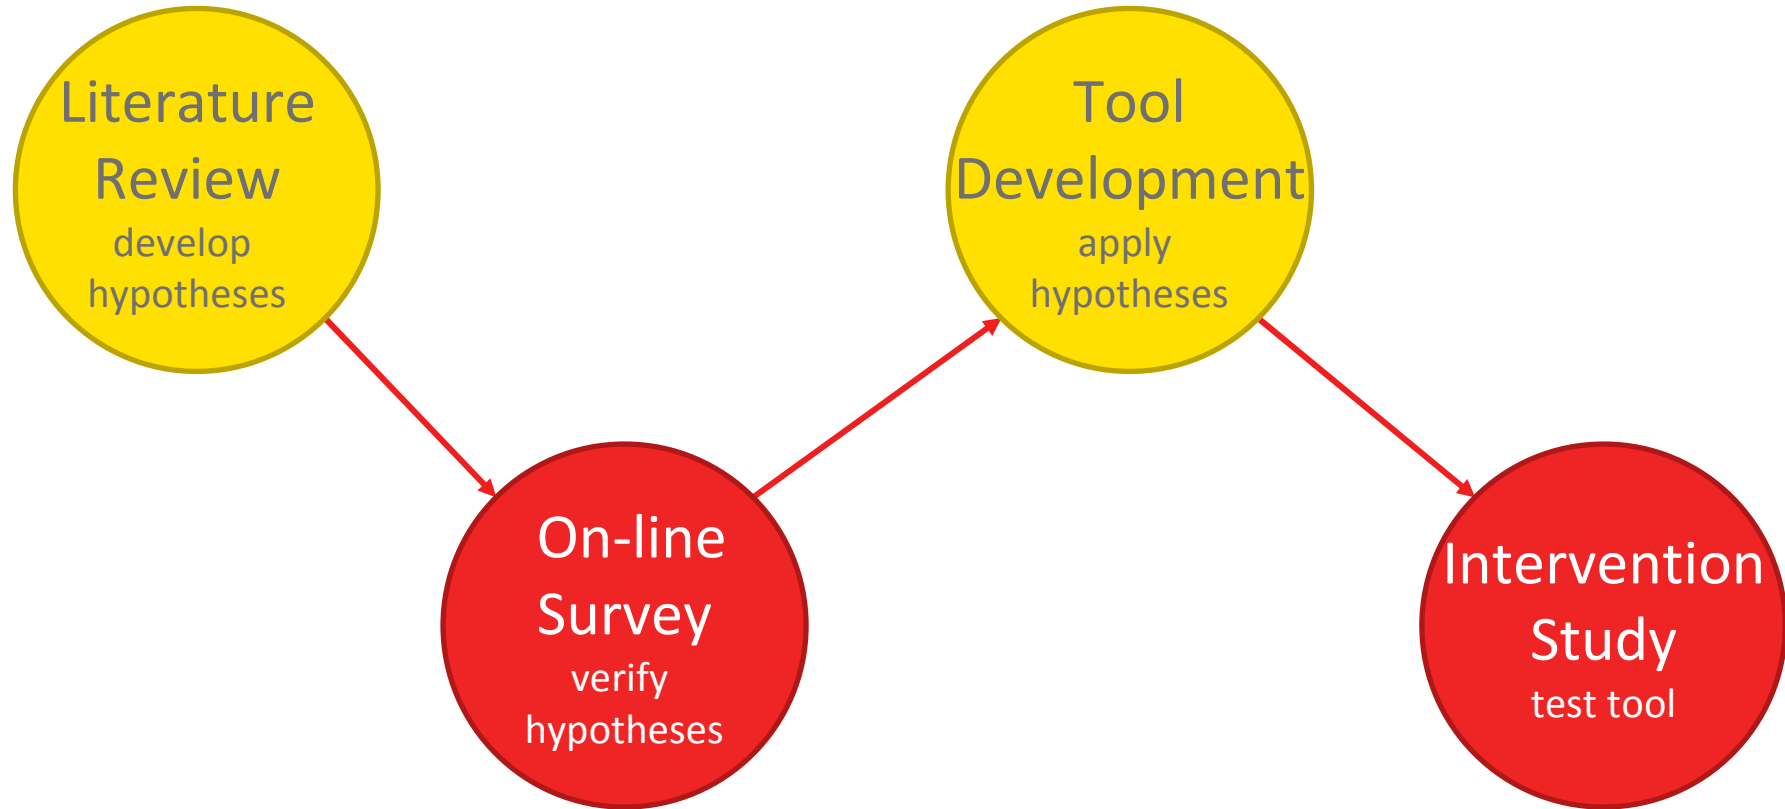 Literature
Review
develop
hypotheses
On-line
Survey
verify
hypotheses
Tool
Development
apply
hypotheses
Intervention
Study
test tool